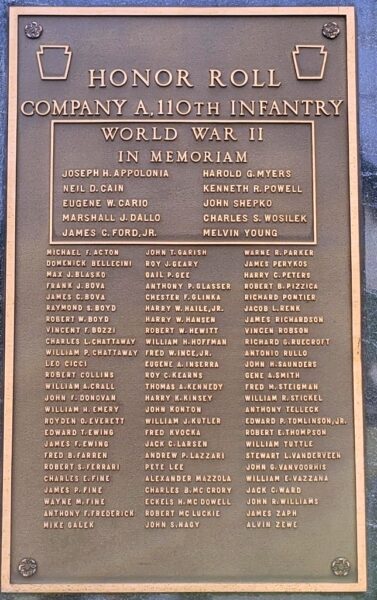 HONOR ROLL
COMPANY A, 110TH INFANTRY
WORLD WAR II
IN MEMORIAM
JOSEPH H. APPOLONIA
NEIL D. CAIN
EUGENE W. CARIO
MARSHALL J. DALLO
JAMES C. FORD, JR.
HAROLD G. MYERS
KENNETH R. POWELL
JOHN SHEPKO
CHARLES S. WOSILEK
MELVIN YOUNG
MICHAEL F. ACTON
DOMENICK BELLECINI
MAX J. BLASKO
FRANK J. BOVA
JAMES C. BOVA
RAYMOND S. BOYD
ROBERT W. BOYD
VINCENT F. BOZZI
CHARLES L. CHATTAWAY
WILLIAM P. CHATTAWAY
LEO CICCI
ROBERT COLLINS
WILLIAM A. CRALL
JOHN F. DONOVAN
WILLIAM H. EMERY
ROYDEN O. EVERETT
EDWARD T. EWING
JAMES F. EWING
FRED B. FARREN
ROBERT S. FERRARI
CHARLES E. FINE
JAMES P. FINE
WAYNE M. FINE
ANTHONY F. FREDERICK
MIKE GALEK
JOHN T. GARISH
ROY J. GEARY
GAIL P. GEE
ANTHONY P. GLASSER
CHESTER F. GLINKA
HARRY W. HAILE, JR.
HARRY W. HANSEN
ROBERT W. HEWITT
WILLIAM H. HOFFMAN
FRED W. INCE, JR.
EUGENE A. INSERRA
ROY C. KEARNS
THOMAS A. KENNEDY
HARRY K. KINSEY
JOHN KONTON
WILLIAM J. KUTLER
FRED KVOCKA
JACK C. LARSEN
ANDREW P. LAZZARI
PETE LEE
ALEXANDER MAZZOLA
CHARLES B. MC CRORY
ECKELS H. MC DOWELL
ROBERT MC LUCKIE
JOHN S. NAGY
WARNE R. PARKER
JAMES PERYKOS
HARRY C. PETERS
ROBERT B. PIZZICA
RICHARD PONTIER
JACOB L. RENK
JAMES RICHARDSON
VINCEN ROBSON
RICHARD G. RUECROFT
ANTONIO RULLO
JOHN H. SAUNDERS
GENE A. SMITH
FRED M. STEIGMAN
WILLIAM R. STICKEL
ANTHONY TELLECK
EDWARD P. TOMLINSON, JR.
ROBERT E. THOMPSON
WILLIAM TUTTLE
STEWART L. VANDERVEEN
JOHN G. VANVOORHIS
WILLIAM E. VAZZANA
JACK C. WARD
JOHN R. WILLIAMS
JAMES ZAPH
ALVIN ZEWE